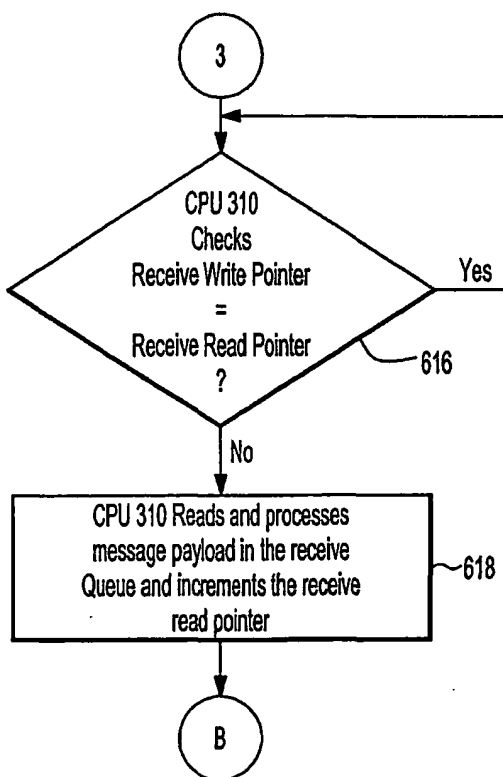 3
CPU 310
Checks
Receive Write Pointer
=
Receive Read Pointer
?
Yes
616
No
CPU 310 Reads and processes
message payload in the receive
Queue and increments the receive
read pointer
618
B